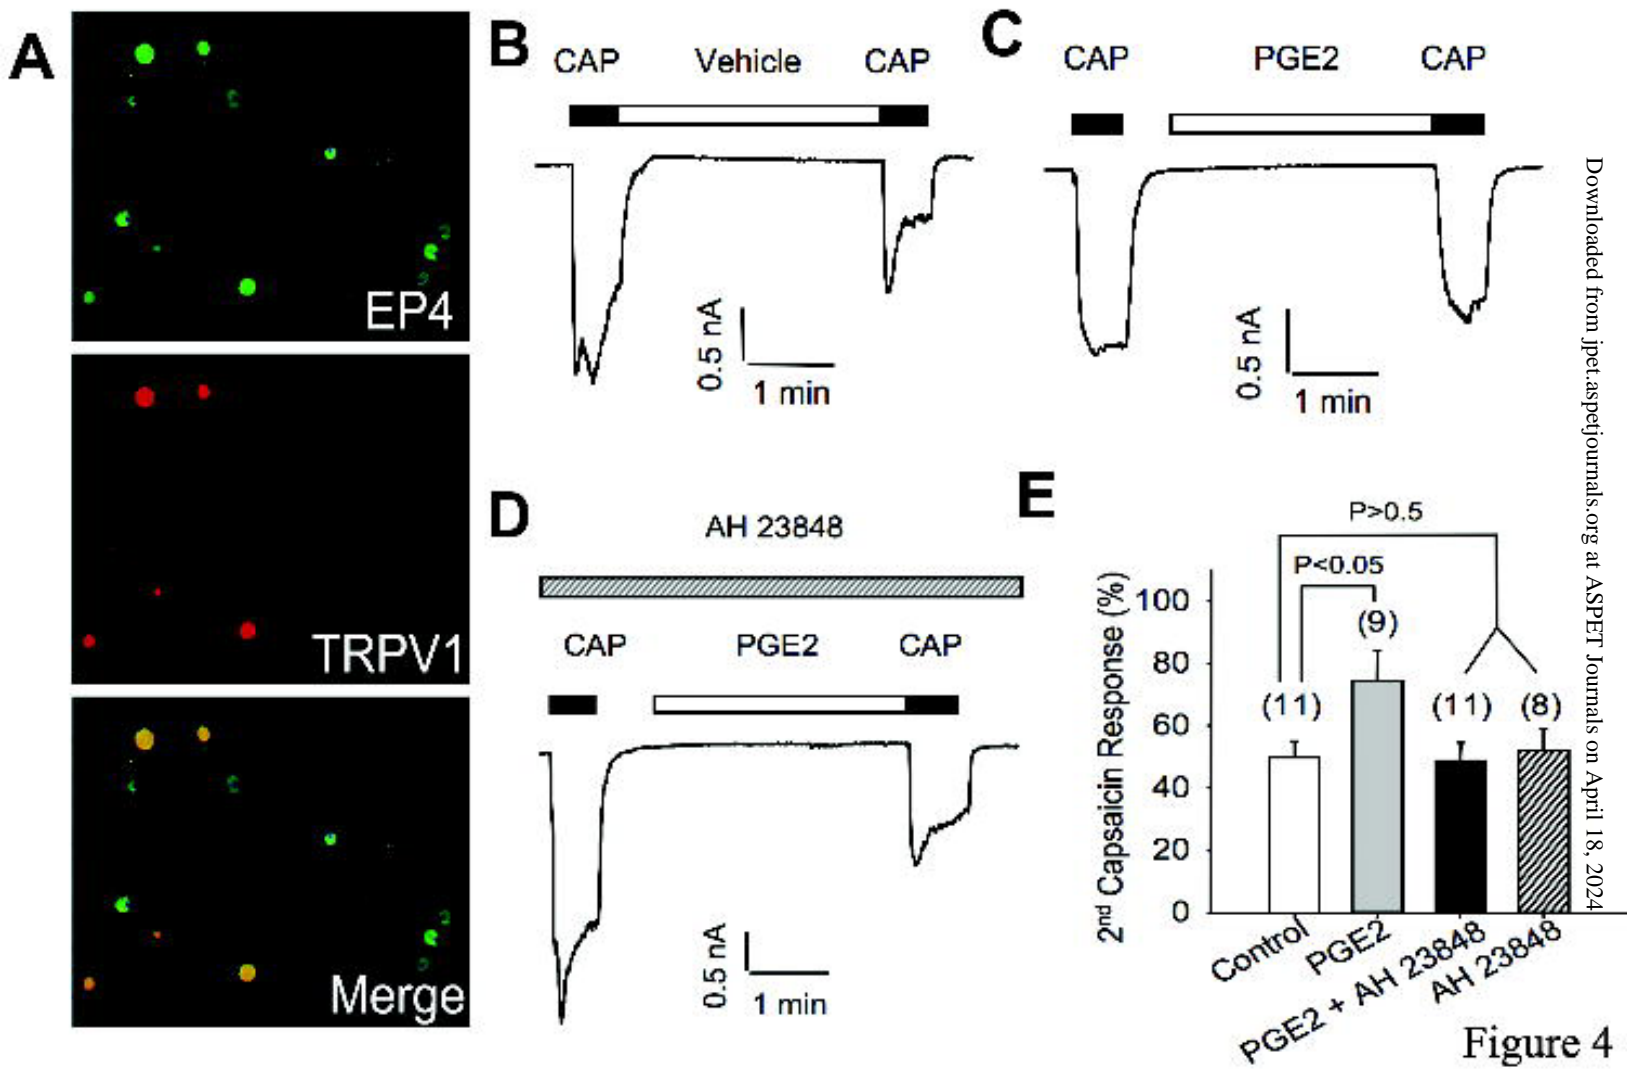 A
EP4
TRPV1
Merge
B
CAP Vehicle CAP
0.5 nA
1 min
C
CAP PGE2 CAP
0.5 nA
1 min
D
AH 23848
CAP PGE2 CAP
0.5 nA
1 min
E
P>0.5
P<0.05
(9)
(11) (11) (8)
2nd Capsaicin Response (%)
100
80
60
40
20
0
Control
PGE2
PGE2 + AH 23848
AH 23848
Figure 4
Downloaded from jpet.aspetjournals.org at ASPET Journals on April 18, 2024